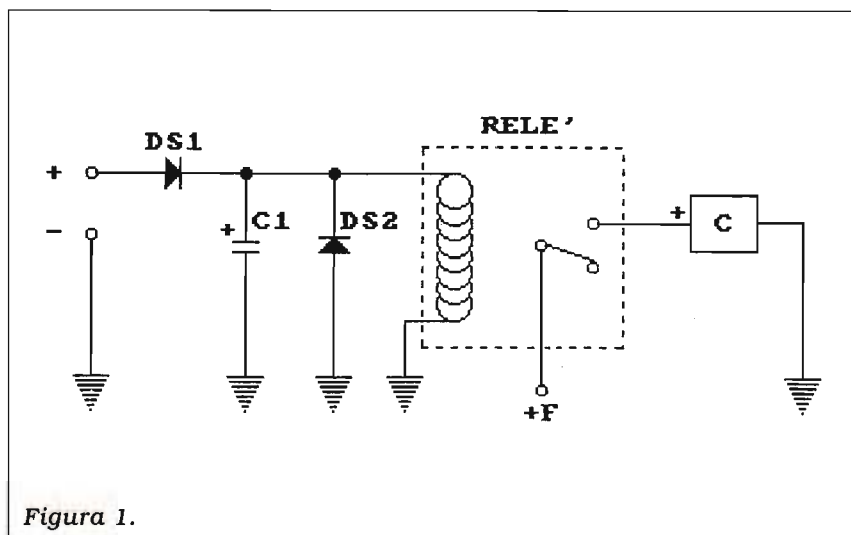 RELE'
DS1
+
+ C1
DS2
+ C
-
+F
Figura 1.